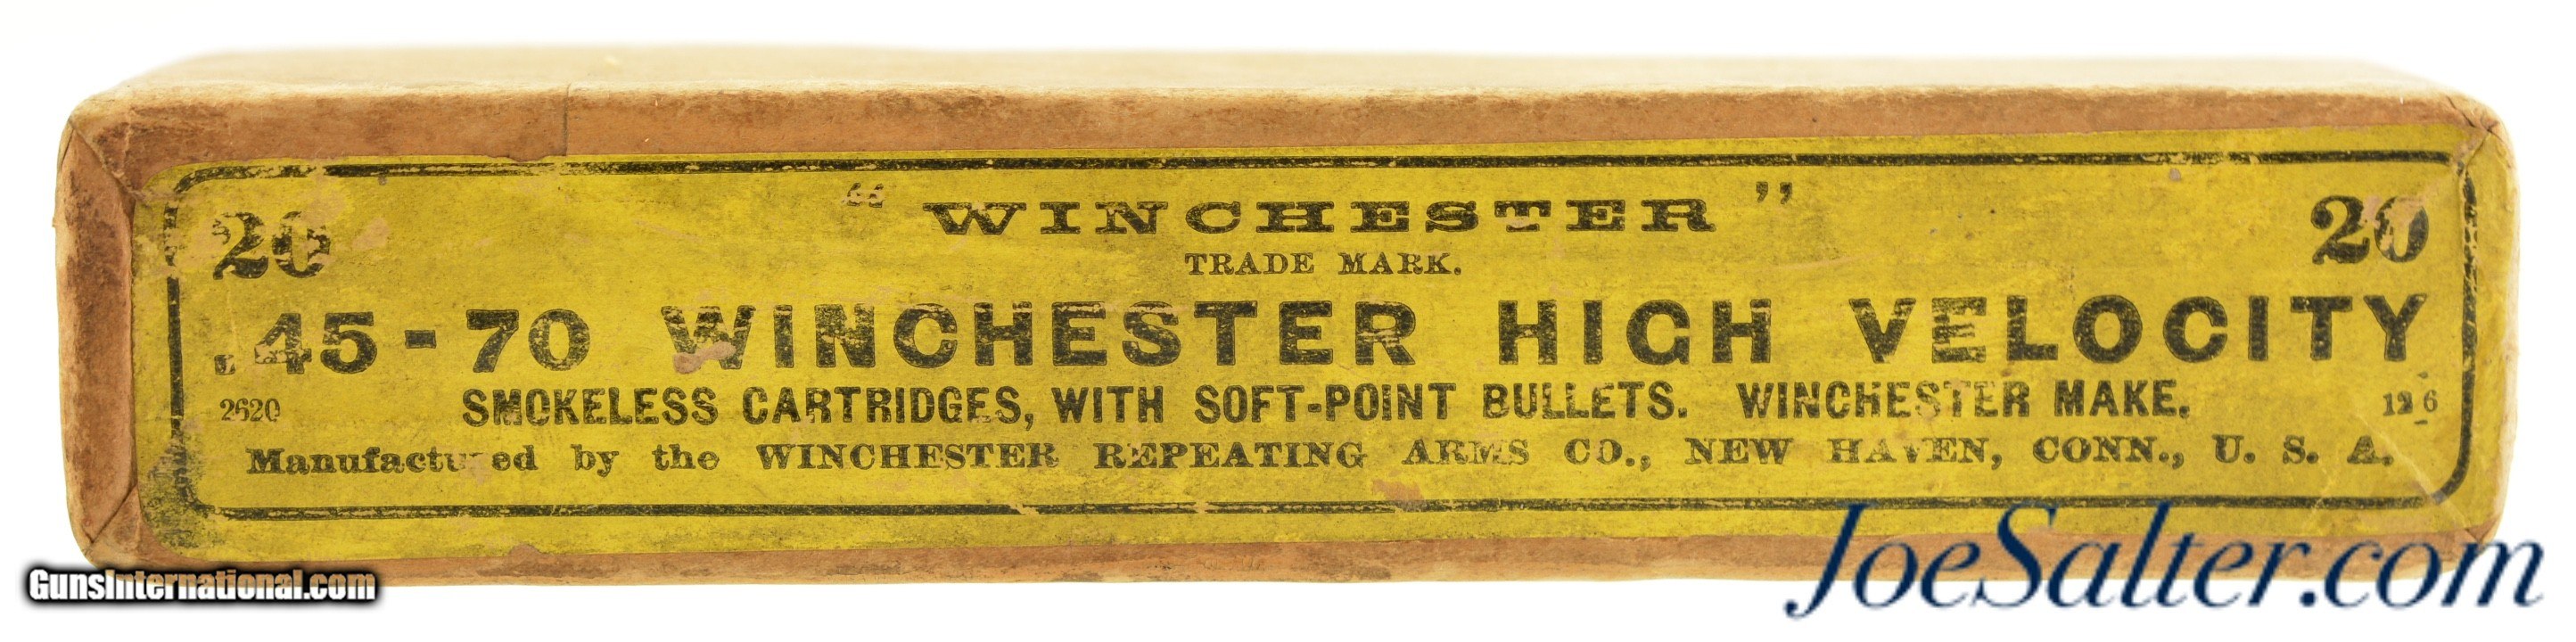 " WINCHESTER "
20 20
TRADE MARK.
.45-70 WINCHESTER HIGH VELOCITY
SMOKELESS CARTRIDGES, WITH SOFT-POINT BULLETS. WINCHESTER MAKE.
2620
Manufactured by the WINCHESTER REPEATING ARMS CO., NEW HAVEN, CONN., U. S. A.
GunsInternational.com
JoeSalter.com